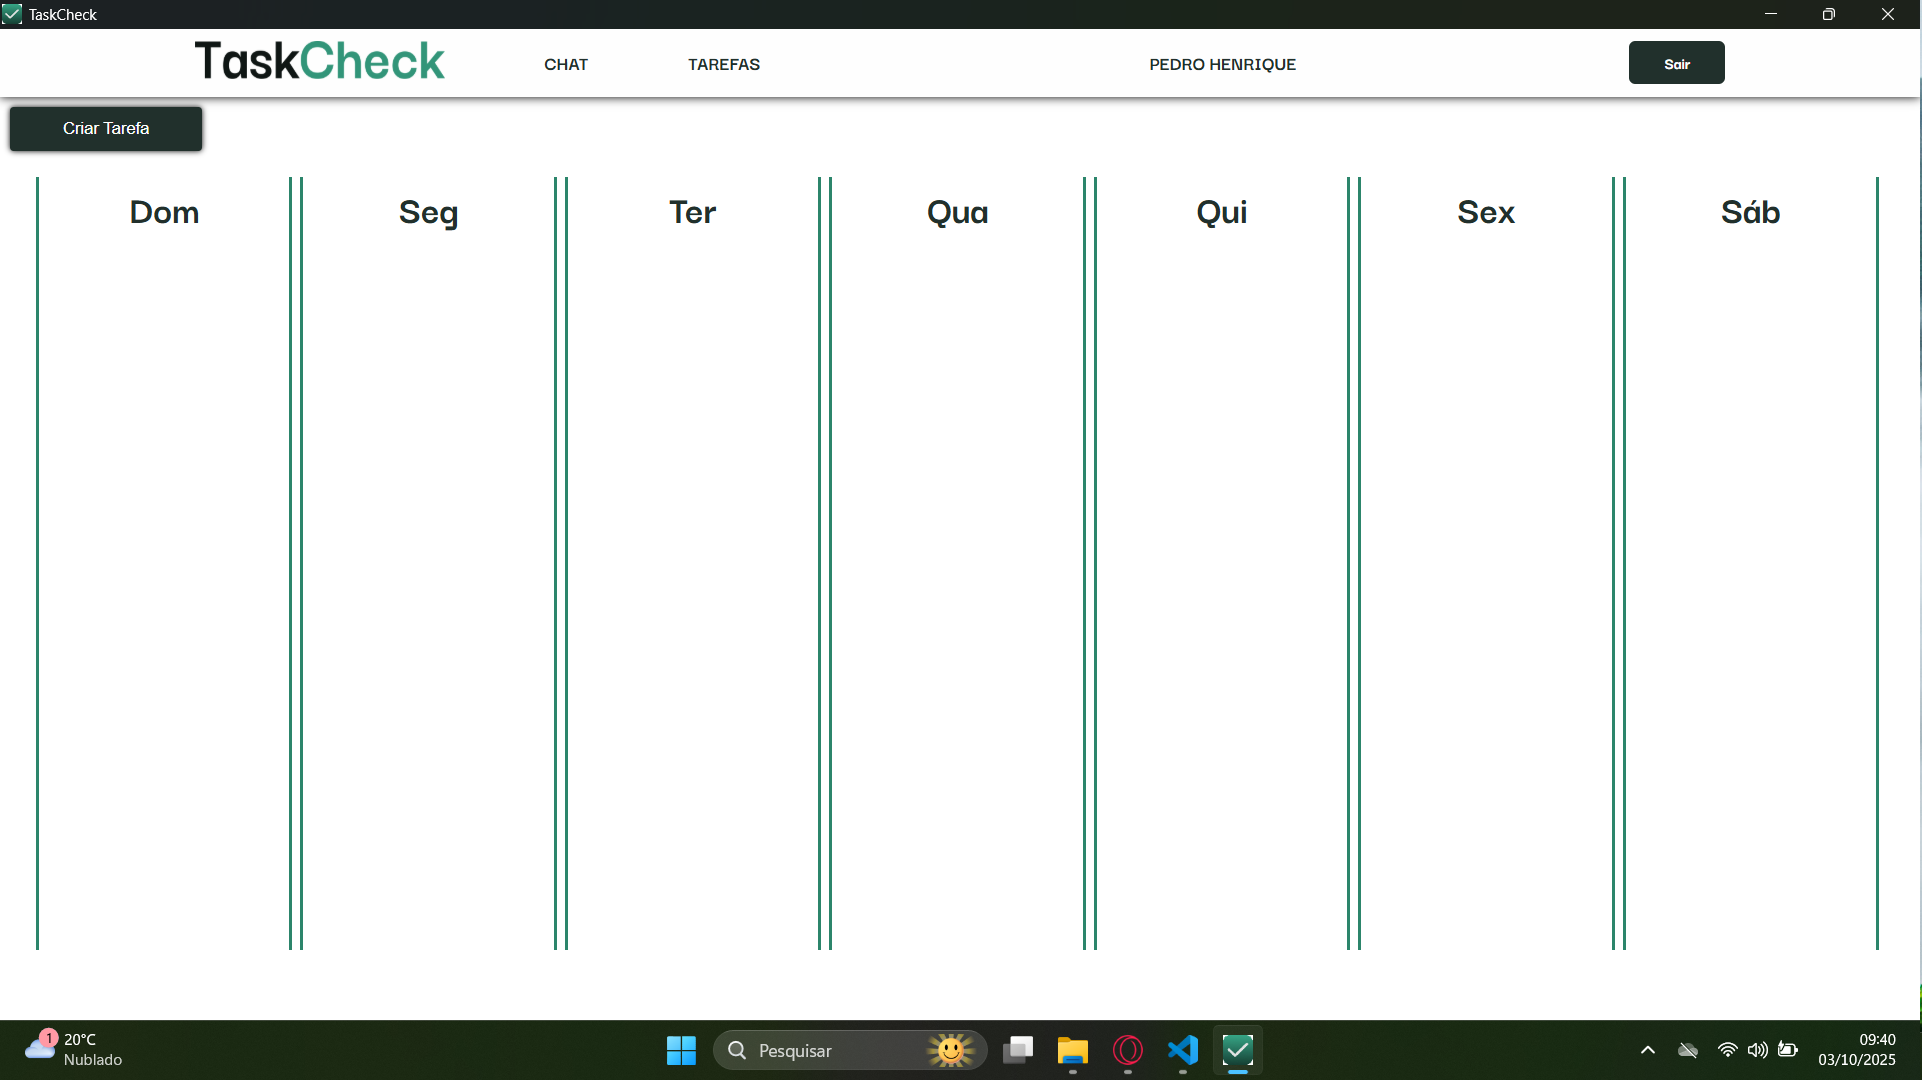 TaskCheck
TaskCheck
CHAT
TAREFAS
PEDRO HENRIQUE
Sair
Criar Tarefa
Dom
Seg
Ter
Qua
Qui
Sex
Sáb
1
20°C
Nublado
Pesquisar
09:40
03/10/2025